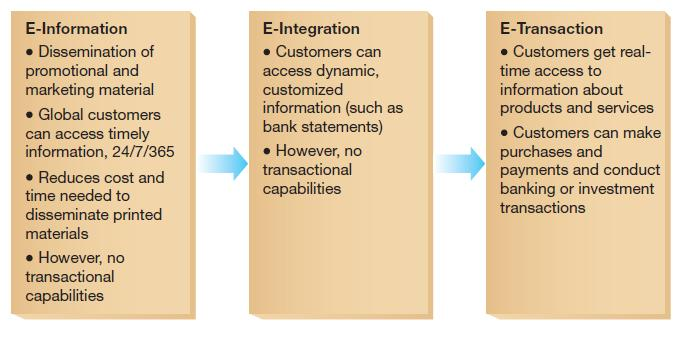 E-Information
• Dissemination of
promotional and
marketing material
• Global customers
can access timely
information, 24/7/365
• Reduces cost and
time needed to
disseminate printed
materials
• However, no
transactional
capabilities
E-Integration
• Customers can
access dynamic,
customized
information (such as
bank statements)
• However, no
transactional
capabilities
E-Transaction
• Customers get real-
time access to
information about
products and services
• Customers can make
purchases and
payments and conduct
banking or investment
transactions